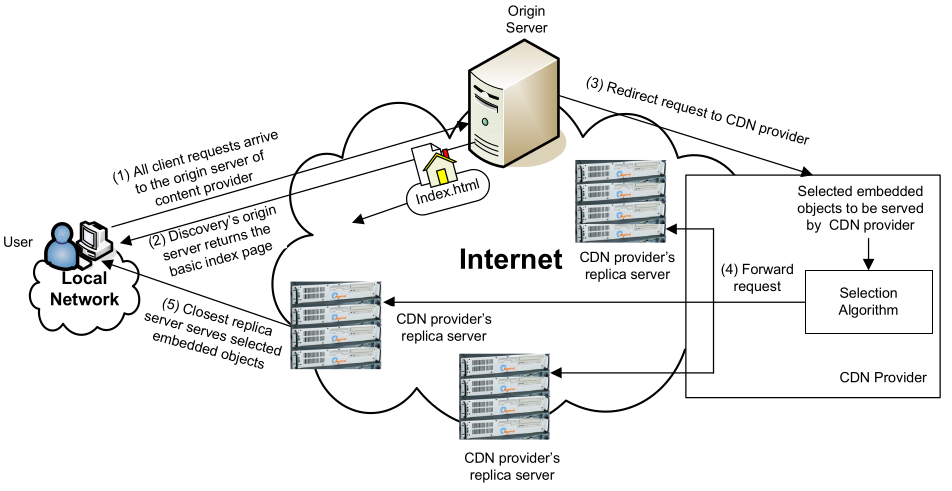 Origin
Server
(3) Redirect request to CDN provider
(1) All client requests arrive
to the origin server of
content provider
Index.html
(2) Discovery's origin
server returns the
basic index page
User
Local
Network
Internet
CDN provider's
replica server
Selected embedded
objects to be served
by CDN provider
(4) Forward
request
Selection
Algorithm
CDN provider's
replica server
(5) Closest replica
server serves selected
embedded objects
CDN Provider
CDN provider's
replica server